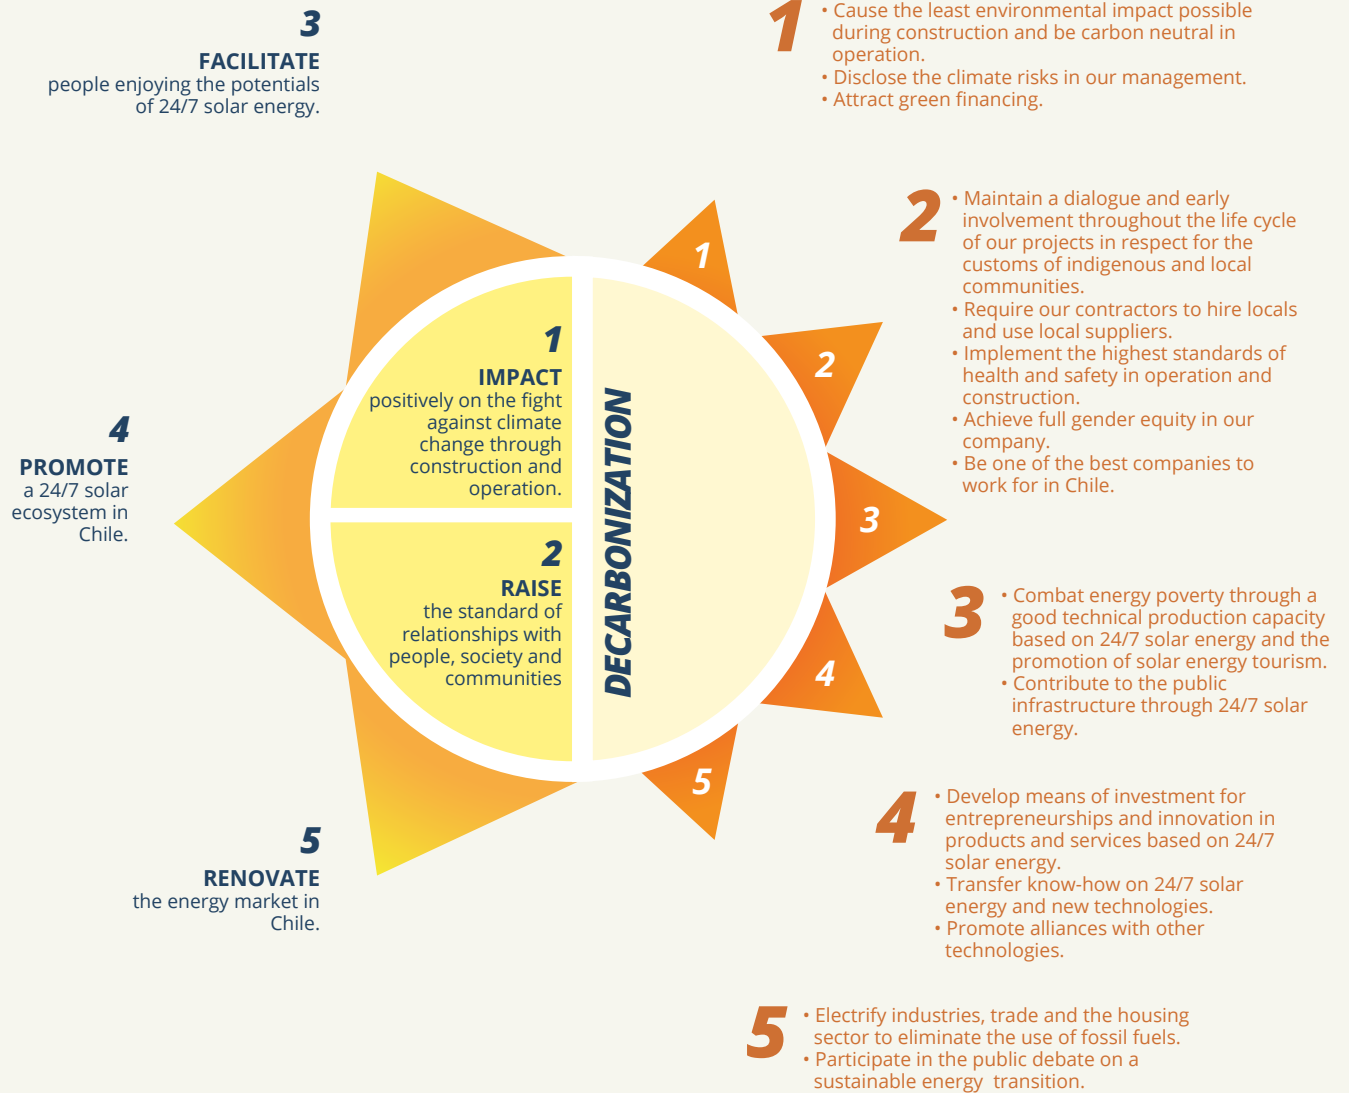 3
FACILITATE
people enjoying the potentials
of 24/7 solar energy.
4
PROMOTE
a 24/7 solar
ecosystem in
Chile.
5
RENOVATE
the energy market in
Chile.
1
IMPACT
positively on the fight
against climate
change through
construction and
operation.
2
RAISE
the standard of
relationships with
people, society and
communities
DECARBONIZATION
1
2
3
4
5
1
• Cause the least environmental impact possible
during construction and be carbon neutral in
operation.
• Disclose the climate risks in our management.
• Attract green financing.
2
• Maintain a dialogue and early
involvement throughout the life cycle
of our projects in respect for the
customs of indigenous and local
communities.
• Require our contractors to hire locals
and use local suppliers.
• Implement the highest standards of
health and safety in operation and
construction.
• Achieve full gender equity in our
company.
• Be one of the best companies to
work for in Chile.
3
• Combat energy poverty through a
good technical production capacity
based on 24/7 solar energy and the
promotion of solar energy tourism.
• Contribute to the public
infrastructure through 24/7 solar
energy.
4
• Develop means of investment for
entrepreneurships and innovation in
products and services based on 24/7
solar energy.
• Transfer know-how on 24/7 solar
energy and new technologies.
• Promote alliances with other
technologies.
5
• Electrify industries, trade and the housing
sector to eliminate the use of fossil fuels.
• Participate in the public debate on a
sustainable energy transition.